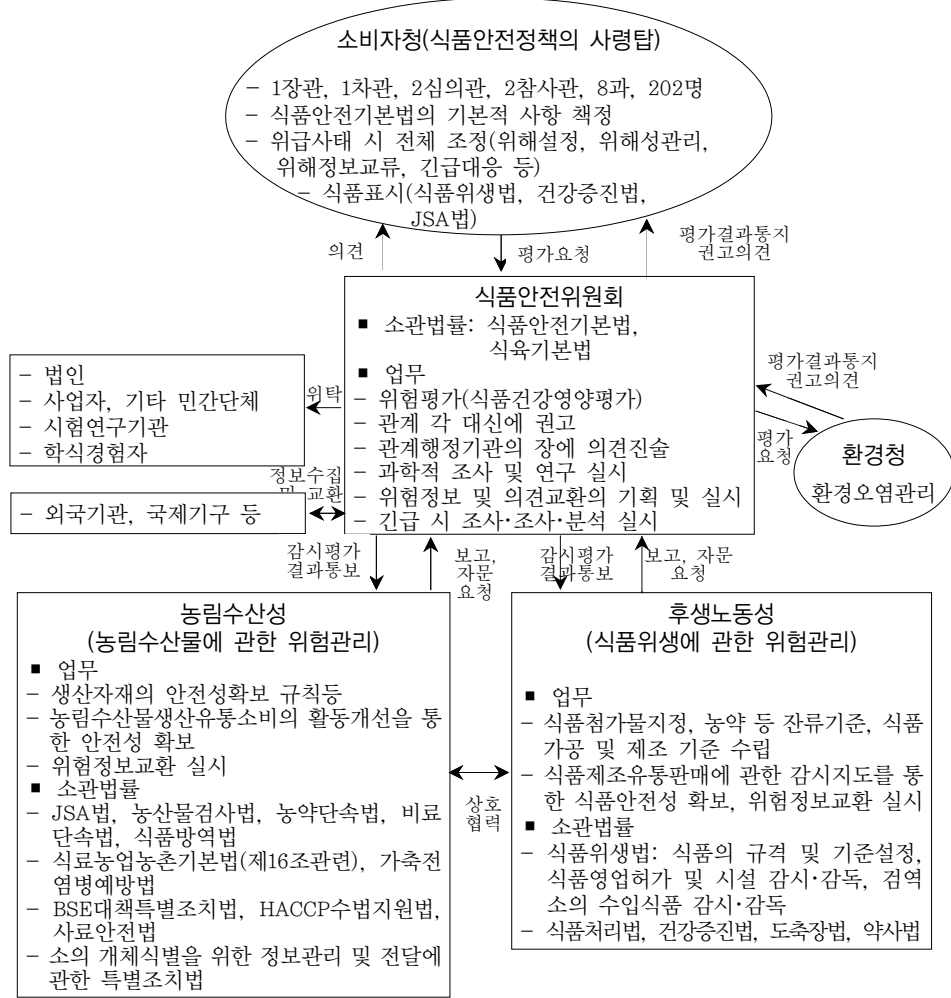 소비자청(식품안전정책의 사령탑)
- 1장관, 1차관, 2심의관, 2참사관, 8과, 202명
- 식품안전기본법의 기본적 사항 책정
- 위급사태 시 전체 조정(위해설정, 위해성관리,
위해정보교류, 긴급대응 등)
- 식품표시(식품위생법, 건강증진법,
JSA법)
의견
평가요청
평가결과통지
권고의견
식품안전위원회
■ 소관법률: 식품안전기본법,
식육기본법
■ 업무
- 위험평가(식품건강영양평가)
- 관계 각 대신에 권고
- 관계행정기관의 장에 의견진술
- 과학적 조사 및 연구 실시
- 위험정보 및 의견교환의 기획 및 실시
- 긴급 시 조사·조사·분석 실시
- 법인
- 사업자, 기타 민간단체
- 시험연구기관
- 학식경험자
위탁
정보수집
및 교환
- 외국기관, 국제기구 등
평가결과통지
권고의견
평가
요청
환경청
환경오염관리
감시평가
결과통보
보고,
자문
요청
감시평가
결과통보
보고, 자문
요청
농림수산성
(농림수산물에 관한 위험관리)
■ 업무
- 생산자재의 안전성확보 규칙등
- 농림수산물생산유통소비의 활동개선을 통
한 안전성 확보
- 위험정보교환 실시
■ 소관법률
- JSA법, 농산물검사법, 농약단속법, 비료
단속법, 식품방역법
- 식료농업농촌기본법(제16조관련), 가축전
염병예방법
- BSE대책특별조치법, HACCP수법지원법,
사료안전법
- 소의 개체식별을 위한 정보관리 및 전달에
관한 특별조치법
상호
협력
후생노동성
(식품위생에 관한 위험관리)
■ 업무
- 식품첨가물지정, 농약 등 잔류기준, 식품
가공 및 제조 기준 수립
- 식품제조유통판매에 관한 감시지도를 통
한 식품안전성 확보, 위험정보교환 실시
■ 소관법률
- 식품위생법: 식품의 규격 및 기준설정,
식품영업허가 및 시설 감시·감독, 검역
소의 수입식품 감시·감독
- 식품처리법, 건강증진법, 도축장법, 약사법